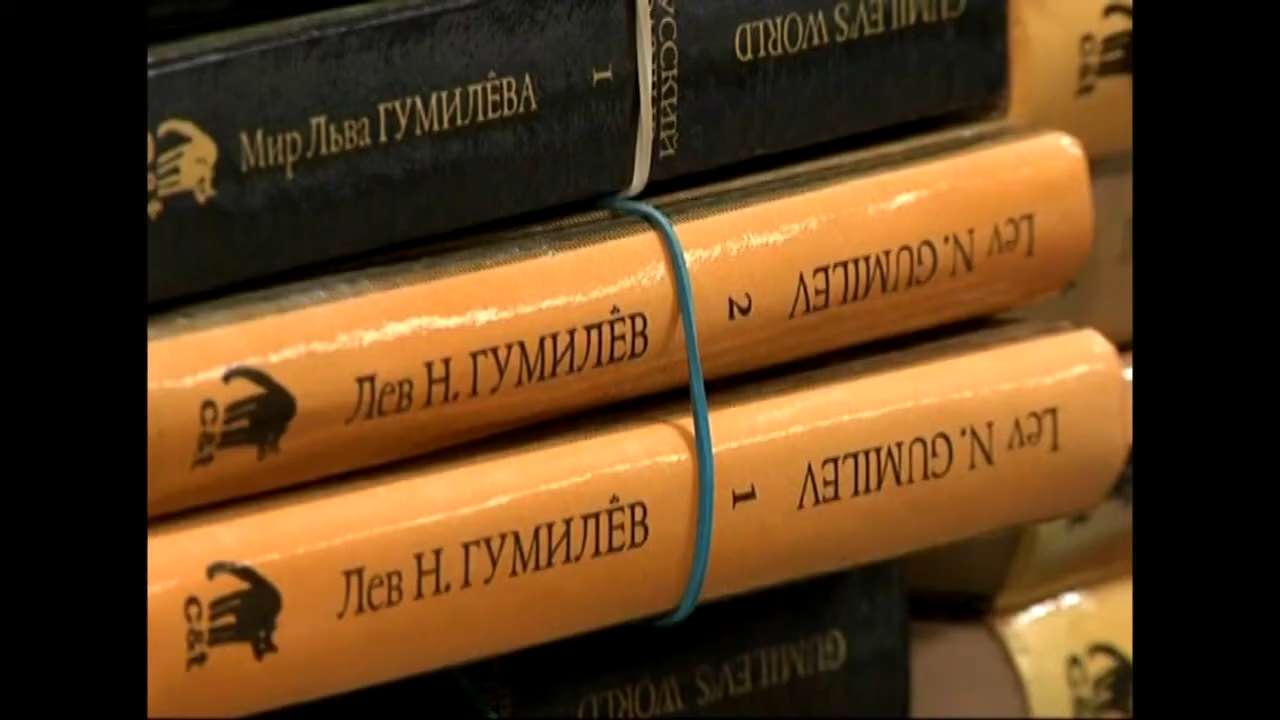 Мир Льва ГУМИЛЁВА
1
GUMILEV'S WORLD
Лев Н. ГУМИЛЁВ
2
Lev N. GUMILEV
C&t
Лев Н. ГУМИЛЁВ
1
Lev N. GUMILEV
C&t
GUMILEV'S WORLD
C&t